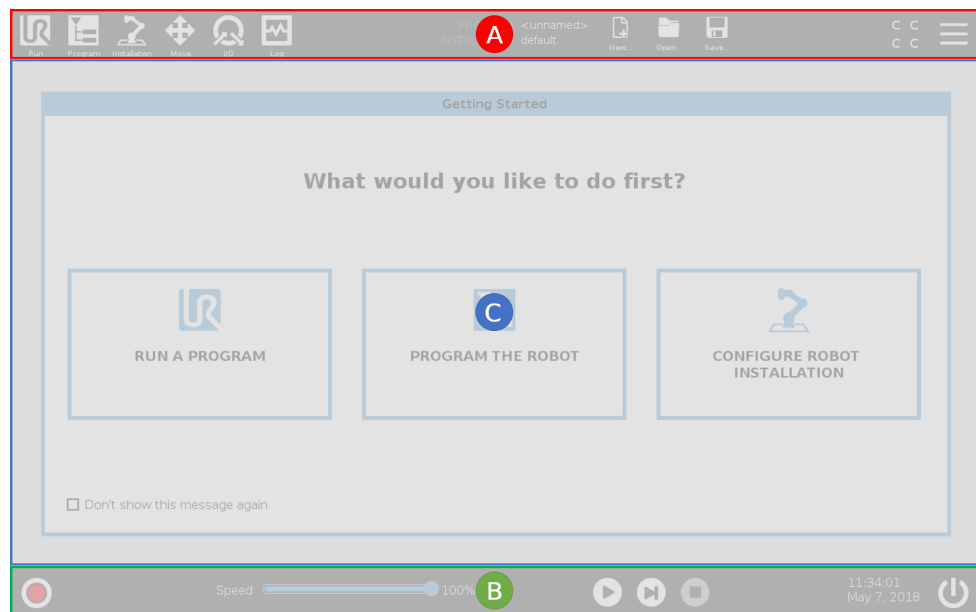 Run Program Installation Move I/O Log
<unnamed>
default
New... Open... Save...
C C
C C
A
Getting Started
What would you like to do first?
C
RUN A PROGRAM
PROGRAM THE ROBOT
CONFIGURE ROBOT
INSTALLATION
Don't show this message again
Speed 100%
B
11:34:01
May 7, 2018